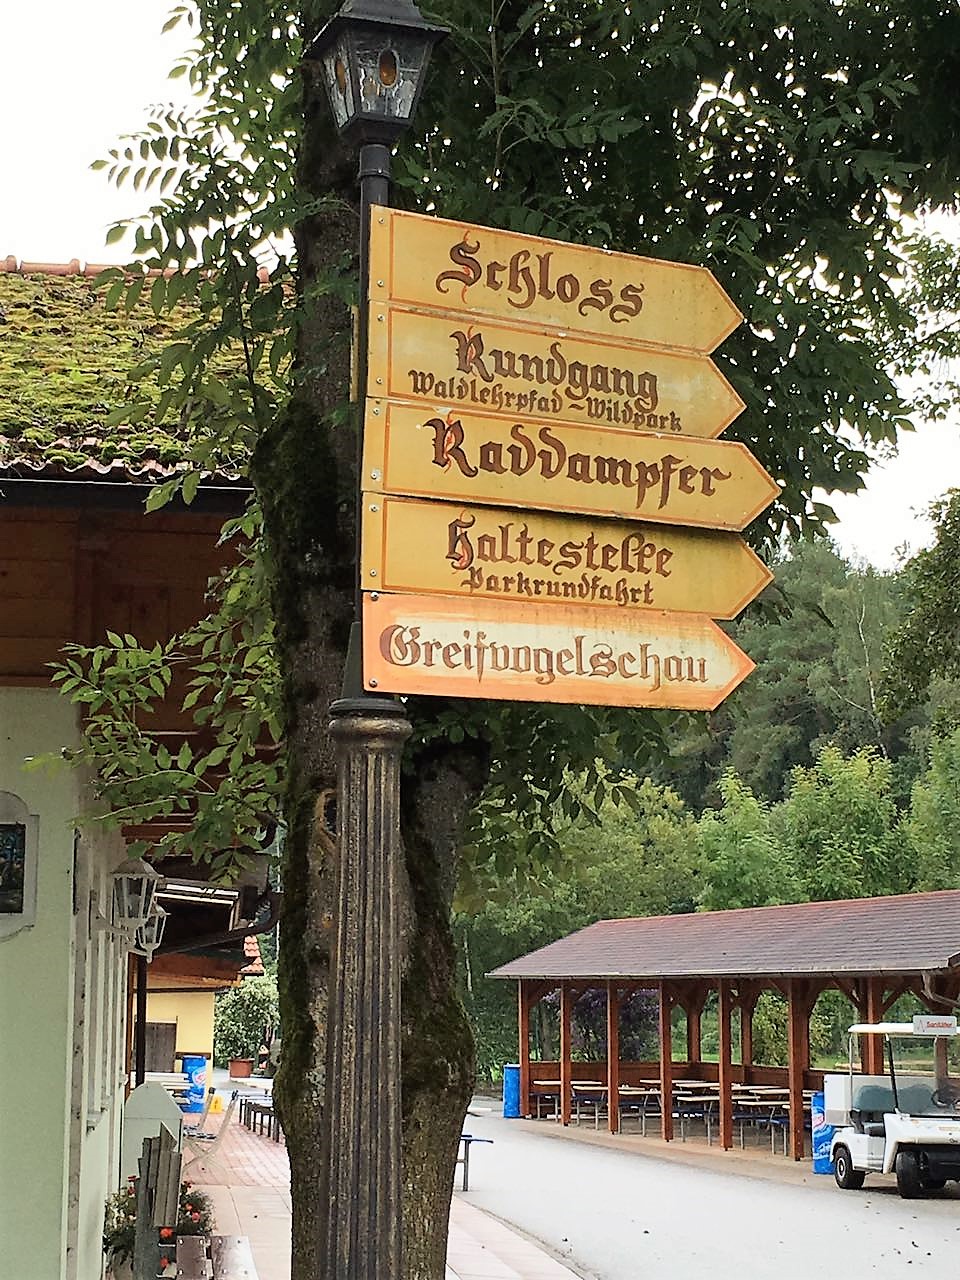 Schloss
Rundgang
Waldlehrpfad - Wildpark
Raddampfer
Haltestelle
Parkrundfahrt
Greifvogelschau